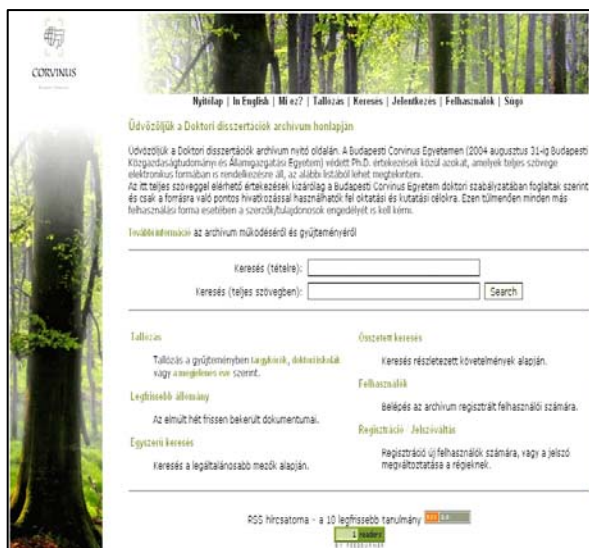 CORVINUS
Nyitólap | In English | Mi ez? | Tallózás | Keresés | Jelentkezés | Felhasználók | Súgó
Üdvözöljük a Doktori disszertációk archívum honlapján
Üdvözöljük a Doktori disszertációk archívum nyitó oldalán. A Budapesti Corvinus Egyetemen (2004 augusztus 31-ig Budapesti
Közgazdaságtudományi és Államigazgatási Egyetem) védett Ph.D. értekezések közül azokat, amelyek teljes szövege
elektronikus formában is rendelkezésre áll, az alábbi listából lehet megtekinteni.
Az itt teljes szöveggel elérhető értekezések kizárólag a Budapesti Corvinus Egyetem doktori szabályzatában foglaltak szerint
és csak a forrásra való pontos hivatkozással használhatók fel oktatási és kutatási célokra. Ezen túlmenően minden más
felhasználási forma esetében a szerzők/tulajdonosok engedélyét is kell kérni.
További információ az archívum működéséről és gyűjteményéről
Keresés (tételre):
Keresés (teljes szövegben): Search
Tallózás
Tallózás a gyűjteményben tárgykörök, doktori iskolák
vagy a megjelenés éve szerint.
Legfrissebb állomány
Az elmúlt hét frissen bekerült dokumentumai.
Egyszerű keresés
Keresés a legáltalánosabb mezők alapján.
Összetett keresés
Keresés részletezett követelmények alapján.
Felhasználók
Belépés az archívum regisztrált felhasználói számára.
Regisztráció / Jelszóváltás
Regisztráció új felhasználók számára, vagy a jelszó
megváltoztatása a régieknek.
RSS hírcsatorna - a 10 legfrissebb tanulmány RSS 2.0
1 readers
BY FEEDBURNER